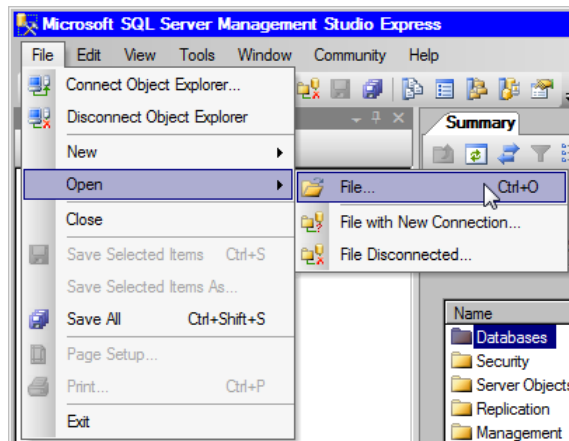 Microsoft SQL Server Management Studio Express
File Edit View Tools Window Community Help
Connect Object Explorer...
Disconnect Object Explorer
New
Open
Close
Save Selected Items Ctrl+S
Save Selected Items As...
Save All Ctrl+Shift+S
Page Setup...
Print... Ctrl+P
Exit
File... Ctrl+O
File with New Connection...
File Disconnected...
Summary
Name
Databases
Security
Server Objects
Replication
Management